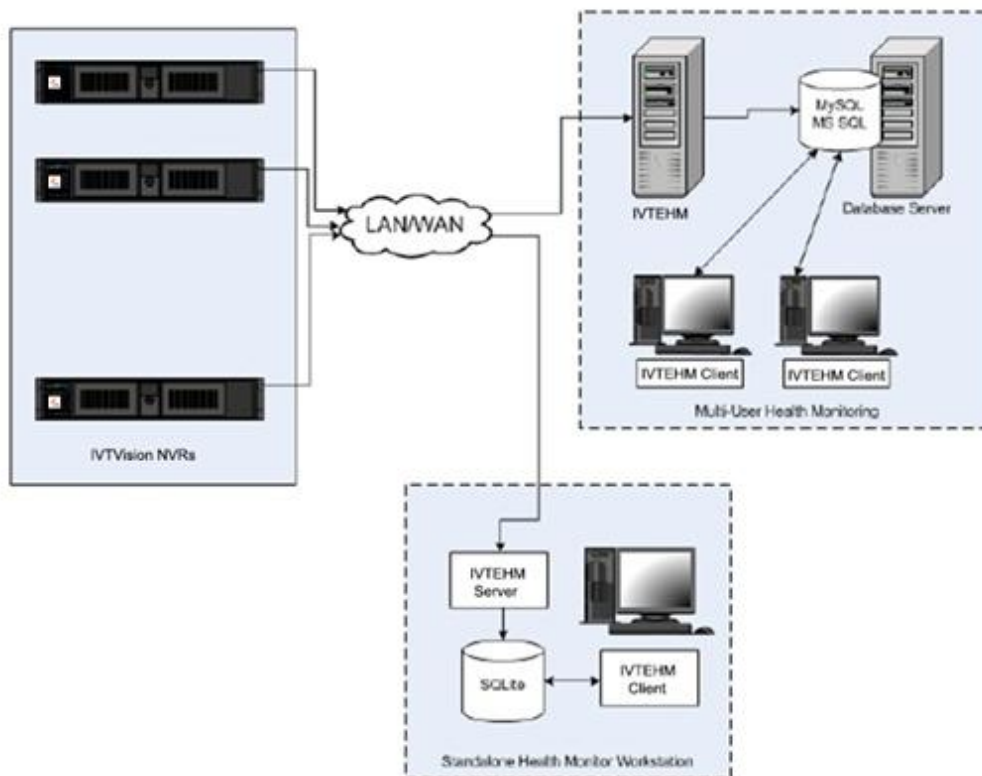 IVTVision NVRs
LAN/WAN
IVTEHM
MySQL
MS SQL
Database Server
IVTEHM Client
IVTEHM Client
Multi-User Health Monitoring
IVTEHM
Server
SQLite
IVTEHM
Client
Standalone Health Monitor Workstation